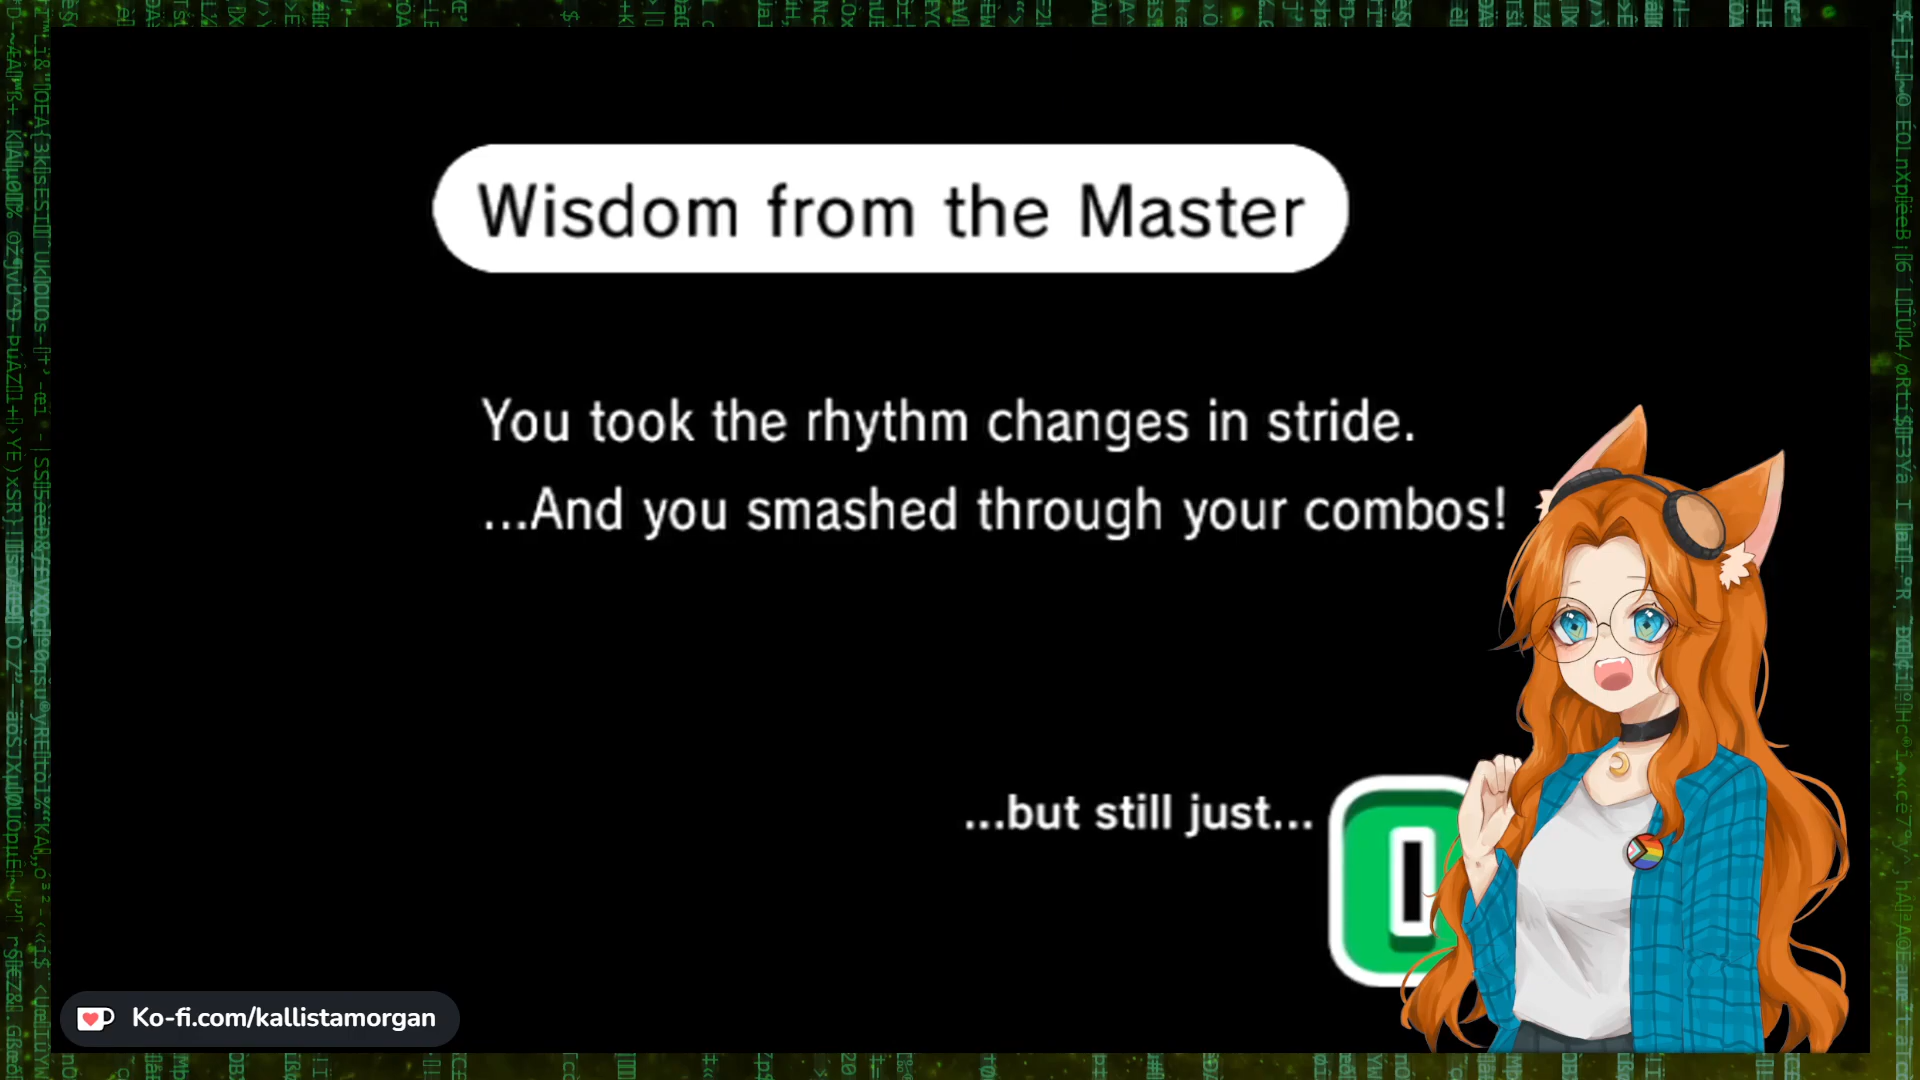 Wisdom from the Master
You took the rhythm changes in stride.
...And you smashed through your combos!
...but still just...
Ko-fi.com/kallistamorgan